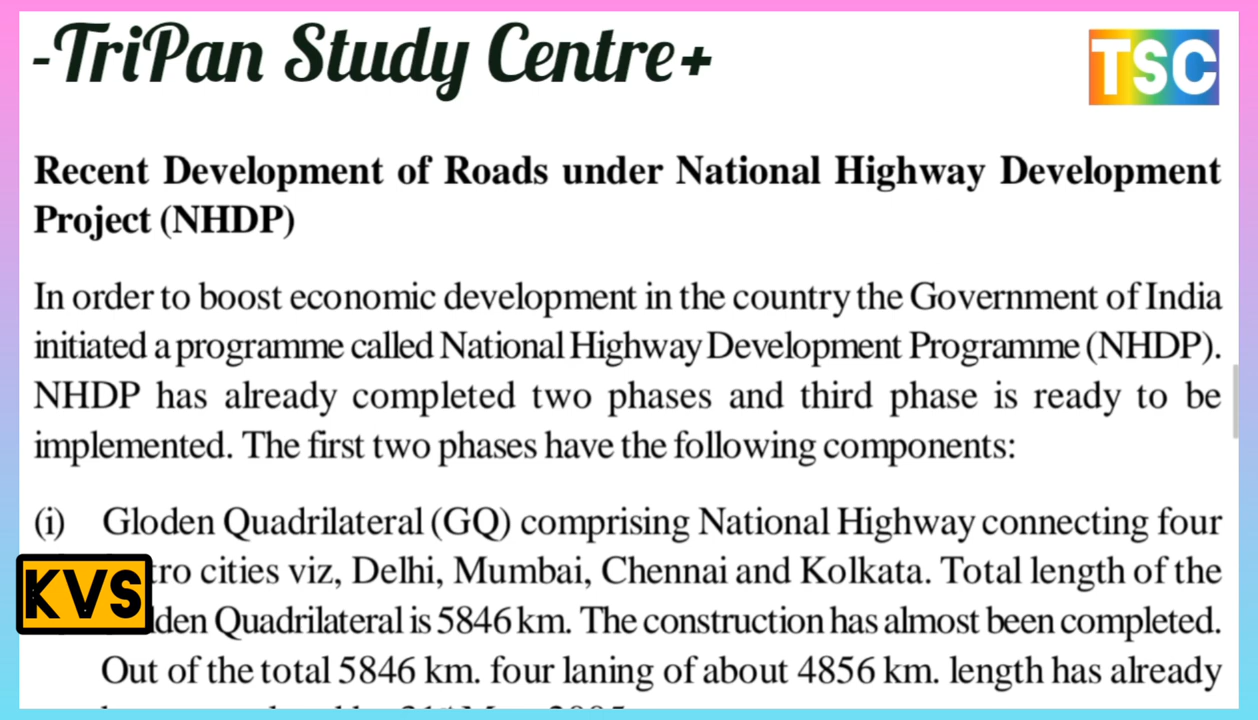 -TriPan Study Centre+
TSC
Recent Development of Roads under National Highway Development
Project (NHDP)
In order to boost economic development in the country the Government of India
initiated a programme called National Highway Development Programme (NHDP).
NHDP has already completed two phases and third phase is ready to be
implemented. The first two phases have the following components:
(i) Gloden Quadrilateral (GQ) comprising National Highway connecting four
tro cities viz, Delhi, Mumbai, Chennai and Kolkata. Total length of the
KVS
den Quadrilateral is 5846 km. The construction has almost been completed.
Out of the total 5846 km. four laning of about 4856 km. length has already